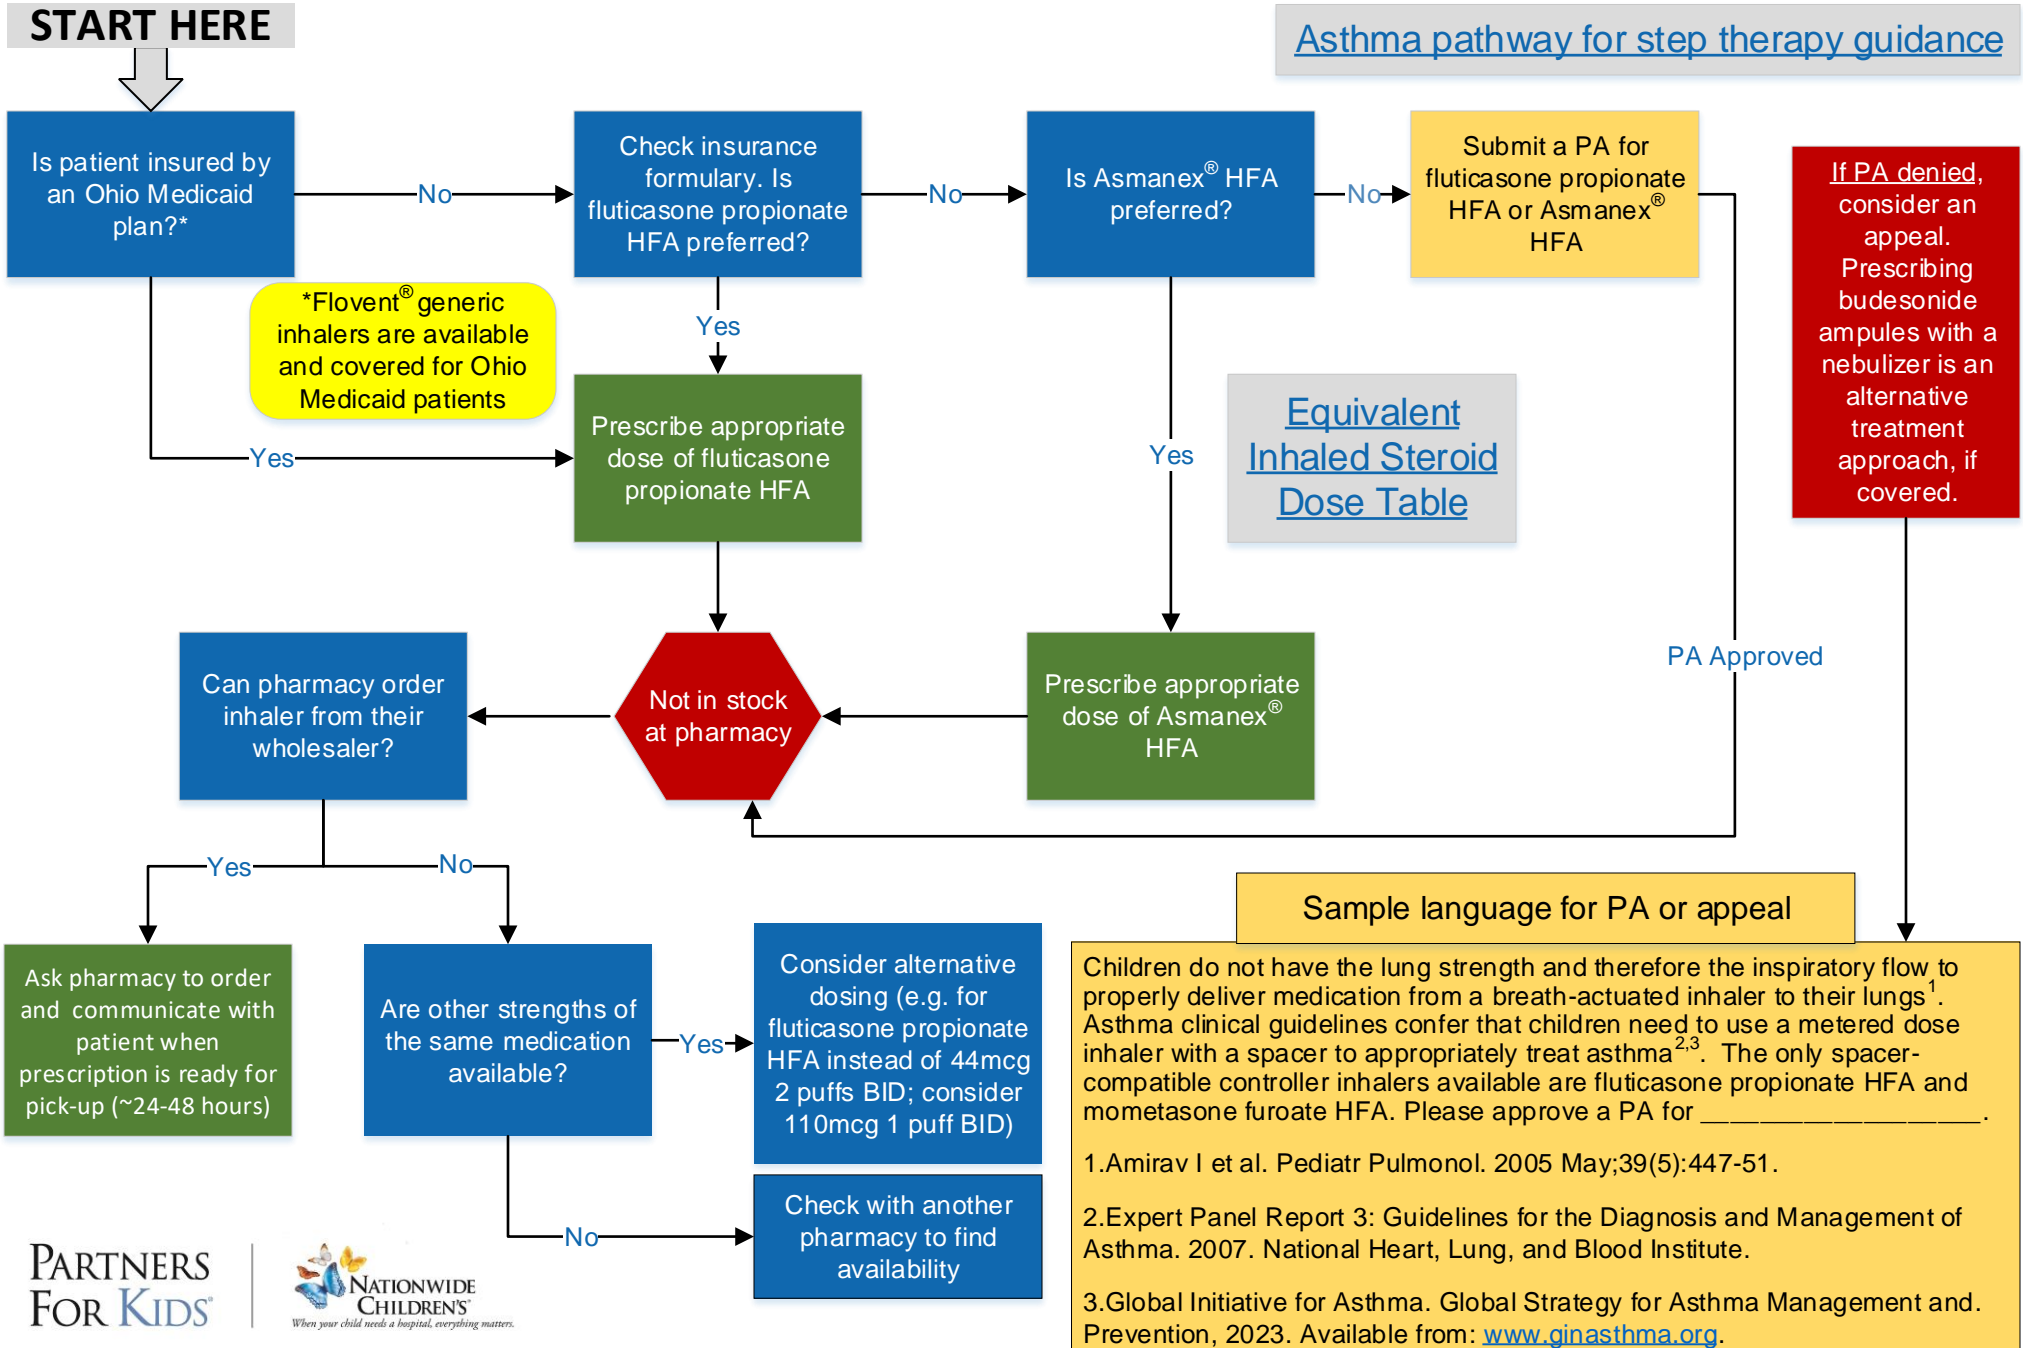 START HERE
Asthma pathway for step therapy guidance
Is patient insured by
an Ohio Medicaid
plan?*
No
Check insurance
formulary. Is
fluticasone propionate
HFA preferred?
No
Is Asmanex® HFA
preferred?
No
Submit a PA for
fluticasone propionate
HFA or Asmanex®
HFA
If PA denied,
consider an
appeal.
Prescribing
budesonide
ampules with a
nebulizer is an
alternative
treatment
approach, if
covered.
*Flovent® generic
inhalers are available
and covered for Ohio
Medicaid patients
Yes
Yes
Prescribe appropriate
dose of fluticasone
propionate HFA
Yes
Equivalent
Inhaled Steroid
Dose Table
PA Approved
Can pharmacy order
inhaler from their
wholesaler?
Not in stock
at pharmacy
Prescribe appropriate
dose of Asmanex®
HFA
Yes
No
Ask pharmacy to order
and communicate with
patient when
prescription is ready for
pick-up (~24-48 hours)
Are other strengths of
the same medication
available?
Yes
Consider alternative
dosing (e.g. for
fluticasone propionate
HFA instead of 44mcg
2 puffs BID; consider
110mcg 1 puff BID)
No
Check with another
pharmacy to find
availability
Sample language for PA or appeal
Children do not have the lung strength and therefore the inspiratory flow to
properly deliver medication from a breath-actuated inhaler to their lungs1.
Asthma clinical guidelines confer that children need to use a metered dose
inhaler with a spacer to appropriately treat asthma2,3. The only spacer-
compatible controller inhalers available are fluticasone propionate HFA and
mometasone furoate HFA. Please approve a PA for ____________________.
1.Amirav I et al. Pediatr Pulmonol. 2005 May;39(5):447-51.
2.Expert Panel Report 3: Guidelines for the Diagnosis and Management of
Asthma. 2007. National Heart, Lung, and Blood Institute.
3.Global Initiative for Asthma. Global Strategy for Asthma Management and.
Prevention, 2023. Available from: www.ginasthma.org.
PARTNERS
FOR KIDS®
NATIONWIDE
CHILDREN'S®
When your child needs a hospital, everything matters.